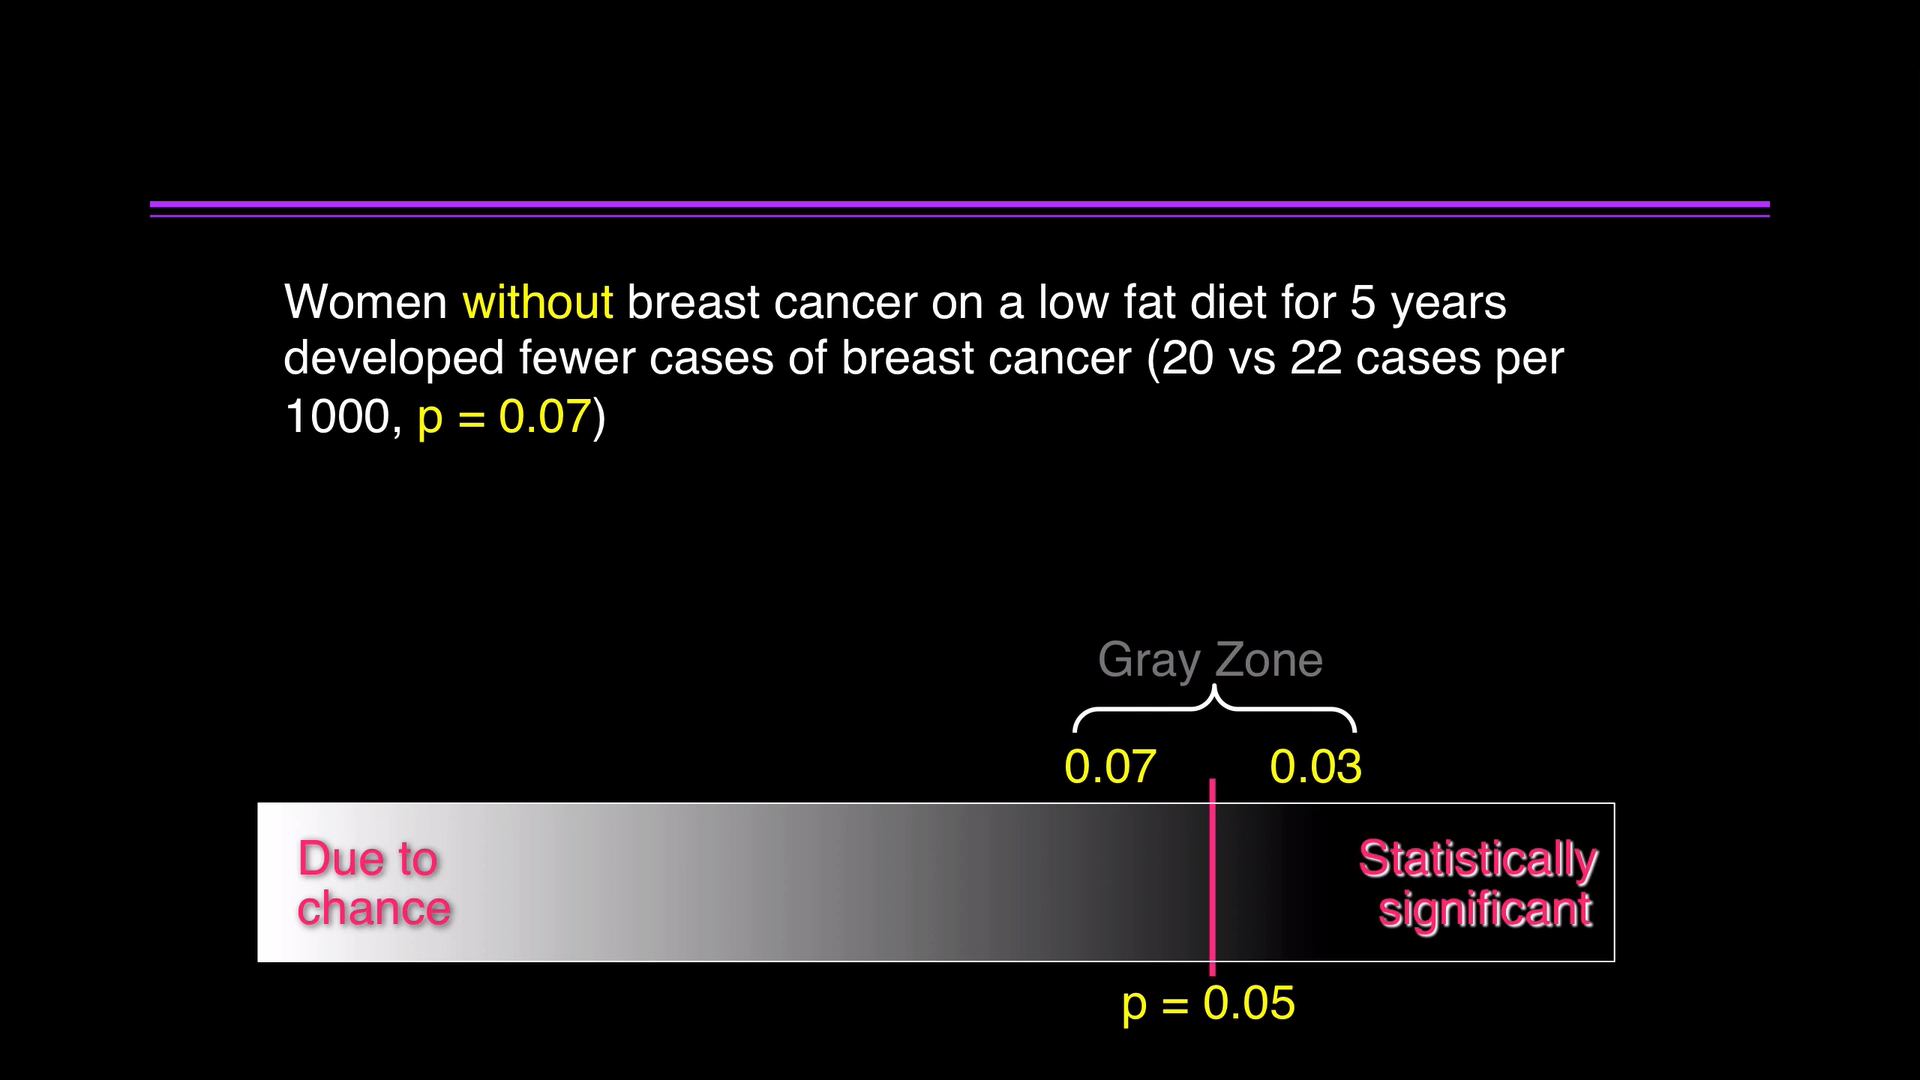 Women without breast cancer on a low fat diet for 5 years
developed fewer cases of breast cancer (20 vs 22 cases per
1000, p = 0.07)
Gray Zone
0.07 0.03
Due to
chance
Statistically
significant
p = 0.05